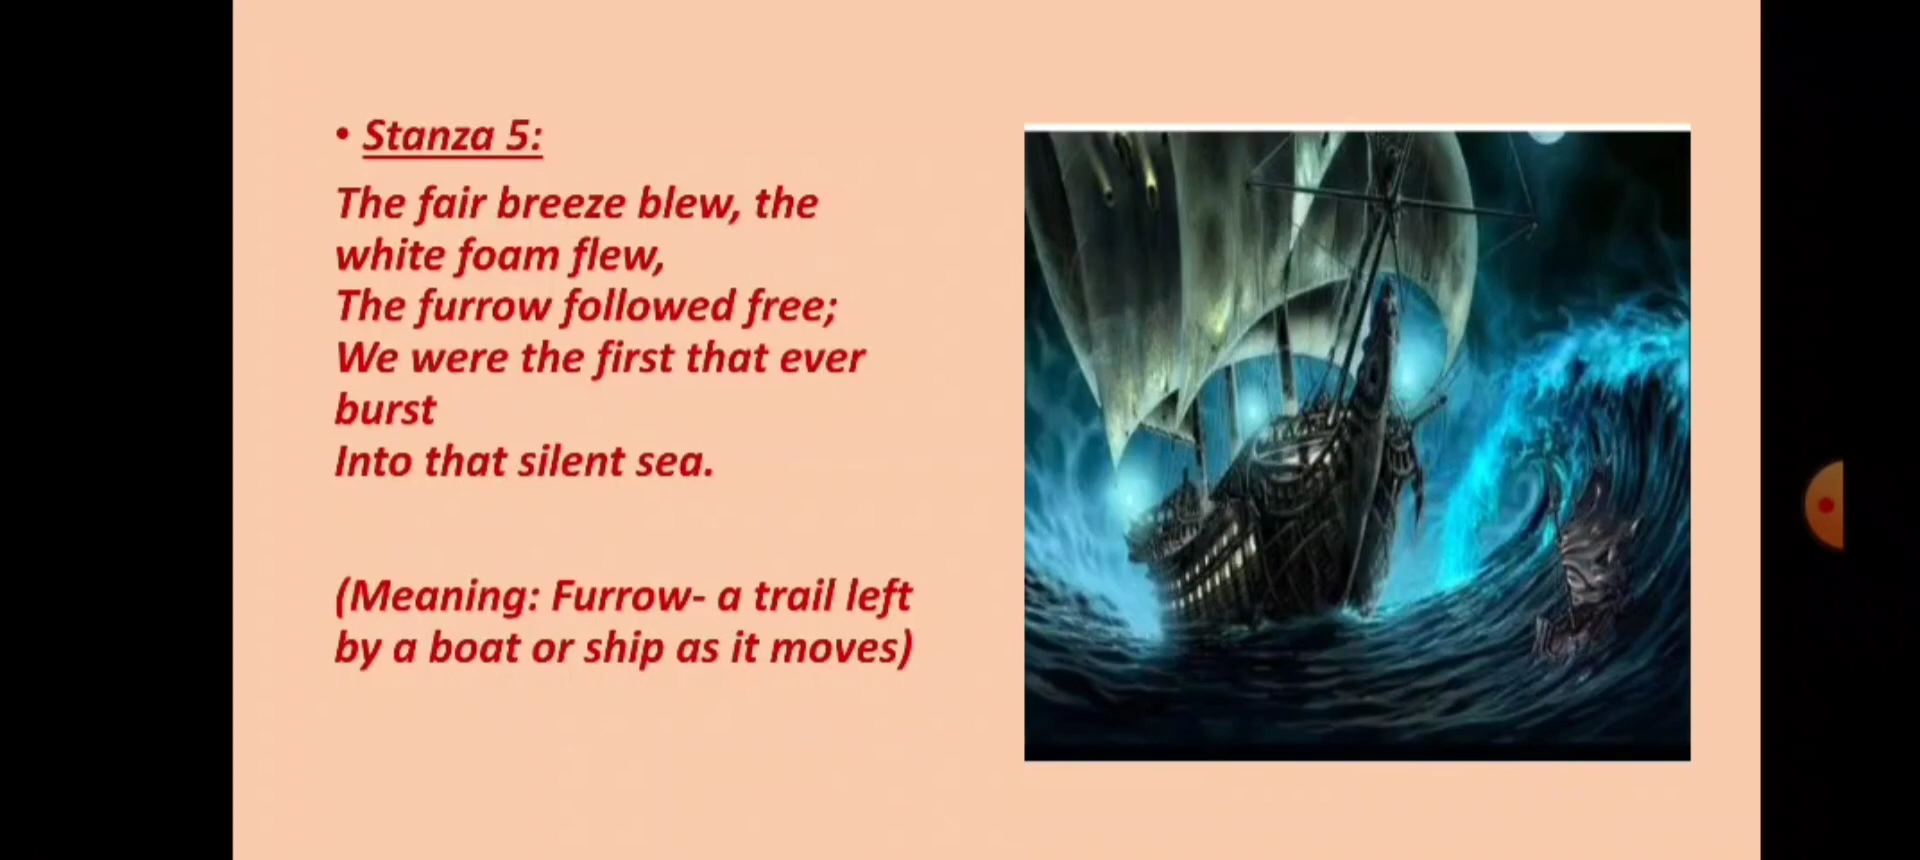 • Stanza 5:
The fair breeze blew, the
white foam flew,
The furrow followed free;
We were the first that ever
burst
Into that silent sea.
(Meaning: Furrow- a trail left
by a boat or ship as it moves)